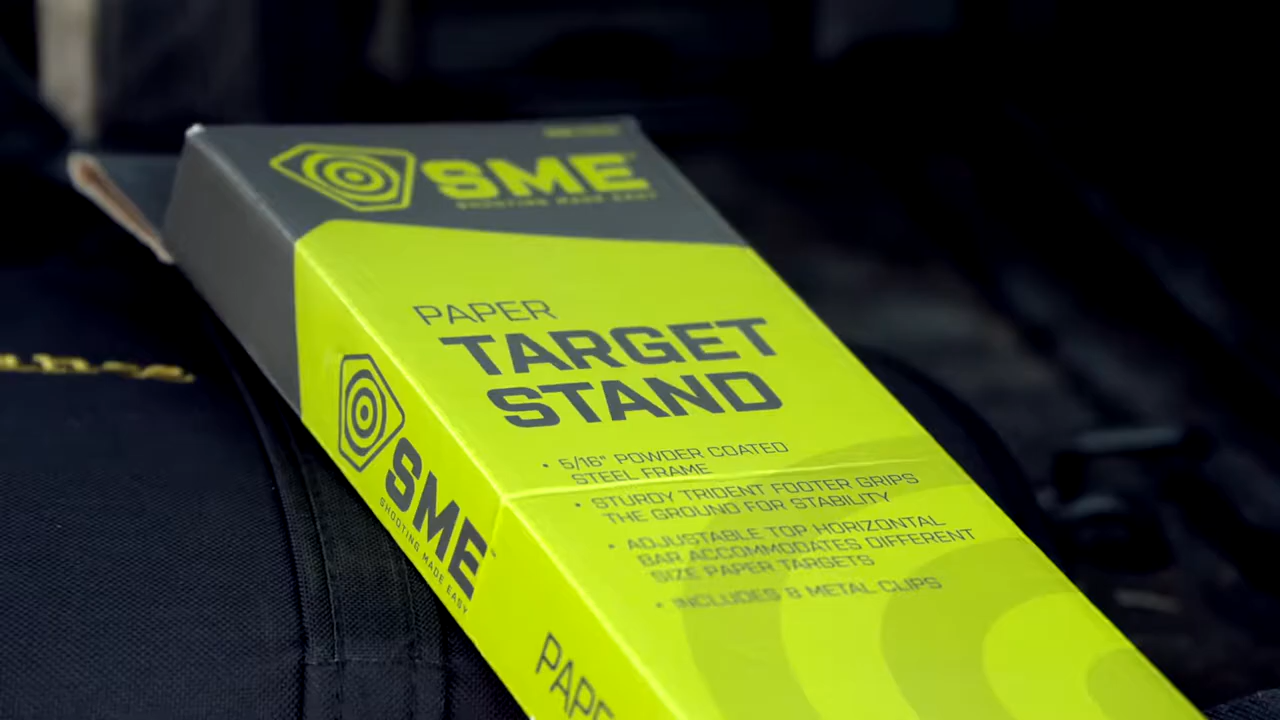 SME
SHOOTING MADE EASY
PAPER
TARGET
STAND
• 5/16" POWDER COATED
STEEL FRAME
• STURDY TRIDENT FOOTER GRIPS
THE GROUND FOR STABILITY
• ADJUSTABLE TOP HORIZONTAL
BAR ACCOMMODATES DIFFERENT
SIZE PAPER TARGETS
• INCLUDES 8 METAL CLIPS
SME
SHOOTING MADE EASY